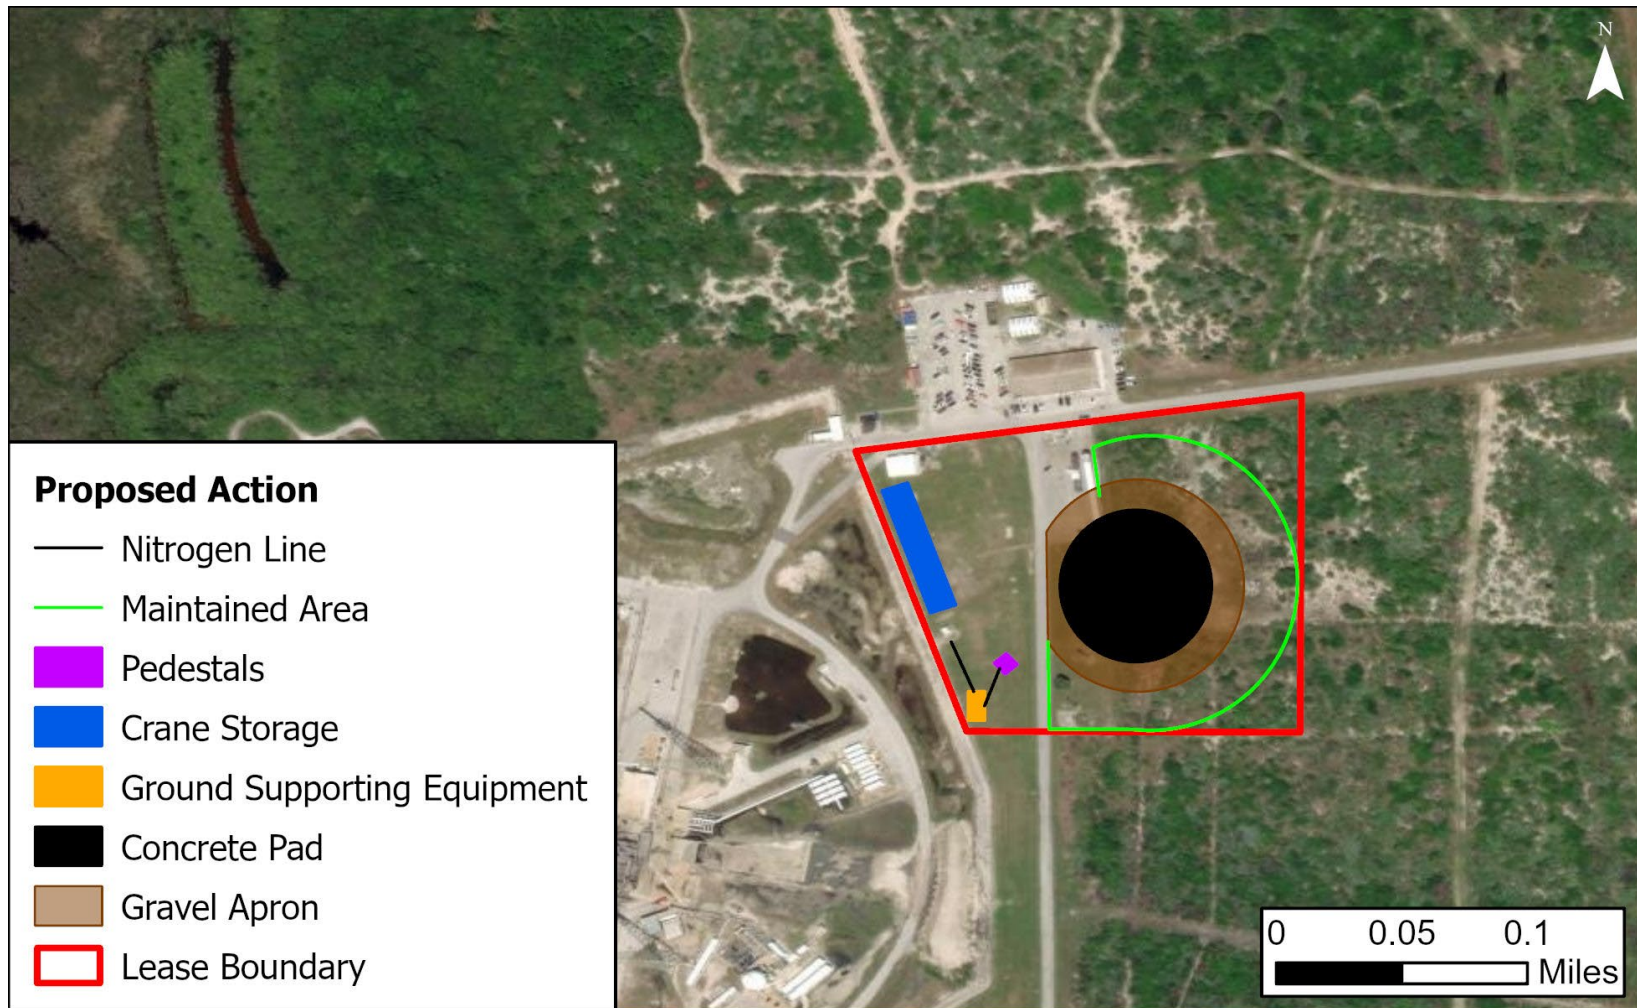 N
Proposed Action
Nitrogen Line
Maintained Area
Pedestals
Crane Storage
Ground Supporting Equipment
Concrete Pad
Gravel Apron
Lease Boundary
0 0.05 0.1
Miles